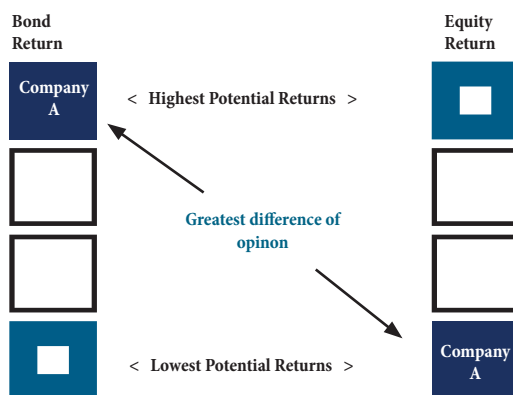 Bond
Return
Equity
Return
Company
A
< Highest Potential Returns >
Greatest difference of
opinon
< Lowest Potential Returns >
Company
A